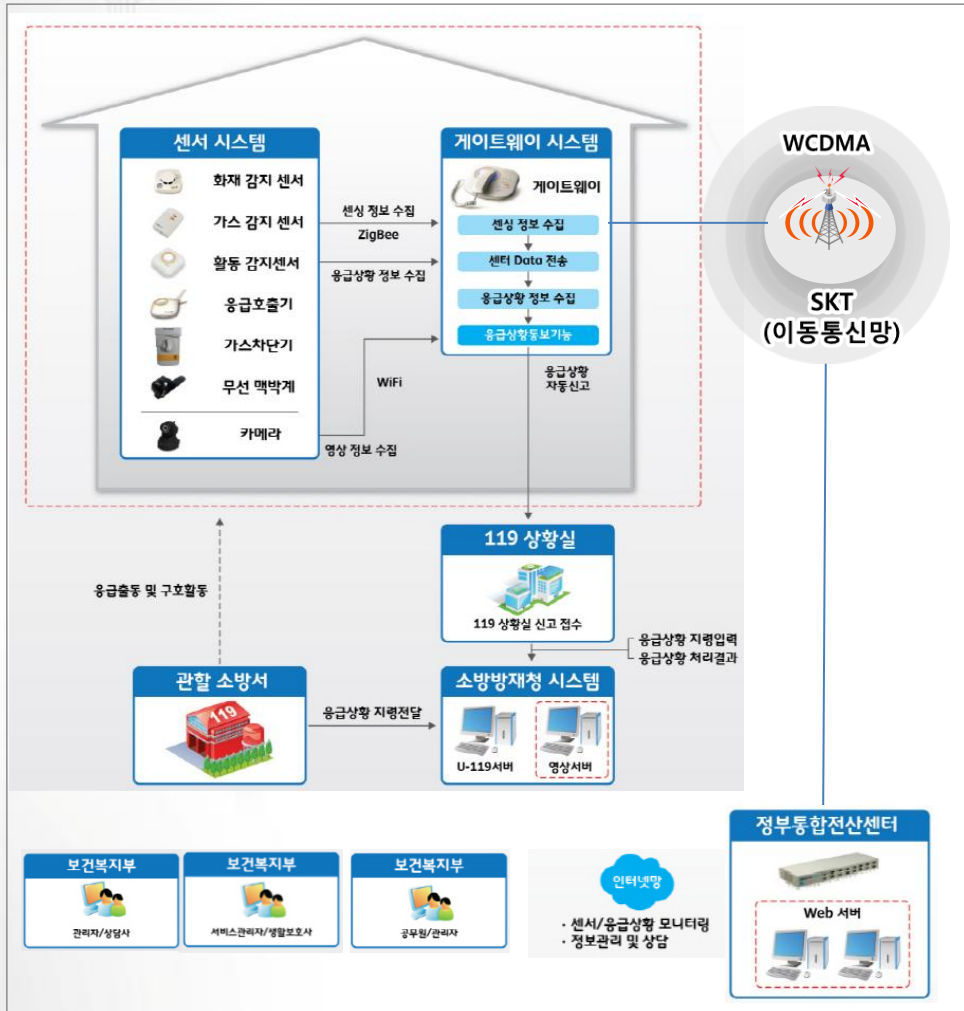 센서 시스템
화재 감지 센서
가스 감지 센서
활동 감지센서
응급호출기
가스차단기
무선 맥박계
카메라
센싱 정보 수집
ZigBee
응급상황 정보 수집
WiFi
영상 정보 수집
게이트웨이 시스템
게이트웨이
센싱 정보 수집
센터 Data 전송
응급상황 정보 수집
응급상황통보기능
응급상황
자동신고
WCDMA
SKT
(이동통신망)
119 상황실
119 상황실 신고 접수
응급출동 및 구호활동
응급상황 지령입력
응급상황 처리결과
관할 소방서
119
응급상황 지령전달
소방방재청 시스템
U-119서버
영상서버
정부통합전산센터
Web 서버
보건복지부
관리자/상담사
보건복지부
서비스관리자/생활보호사
보건복지부
공무원/관리자
인터넷망
· 센서/응급상황 모니터링
· 정보관리 및 상담